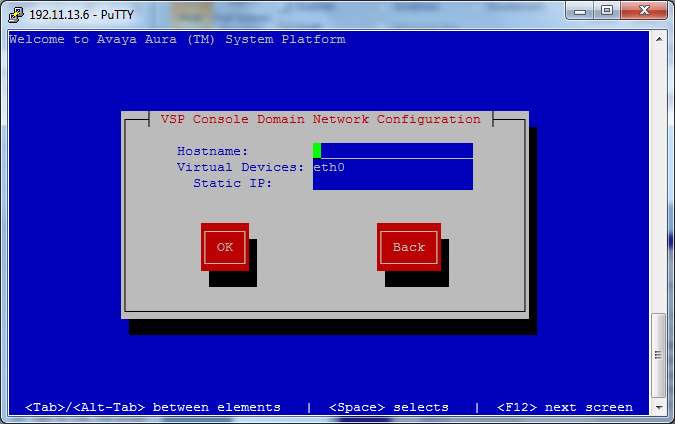 192.11.13.6 - PuTTY
Welcome to Avaya Aura (TM) System Platform
VSP Console Domain Network Configuration
Hostname:
Virtual Devices: eth0
Static IP:
OK Back
<Tab>/<Alt-Tab> between elements | <Space> selects | <F12> next screen